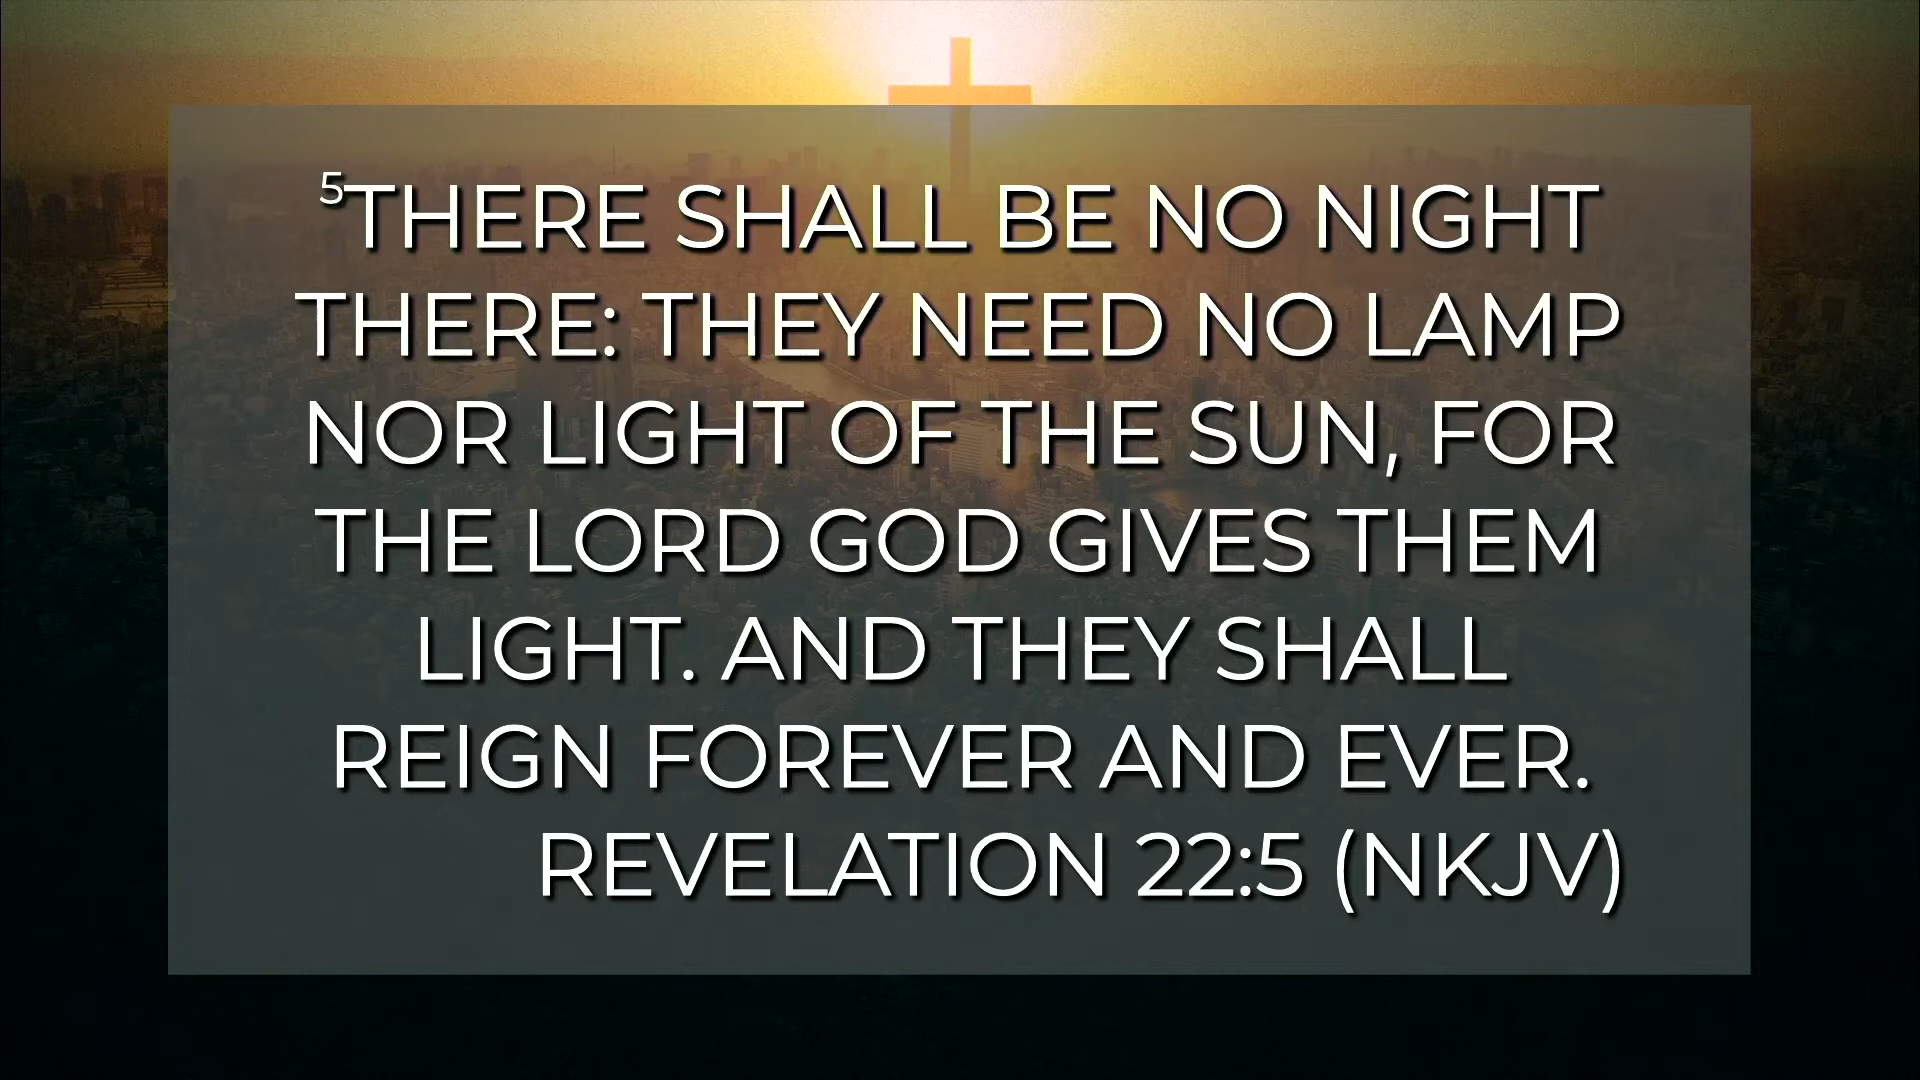 ⁵THERE SHALL BE NO NIGHT
THERE: THEY NEED NO LAMP
NOR LIGHT OF THE SUN, FOR
THE LORD GOD GIVES THEM
LIGHT. AND THEY SHALL
REIGN FOREVER AND EVER.
REVELATION 22:5 (NKJV)